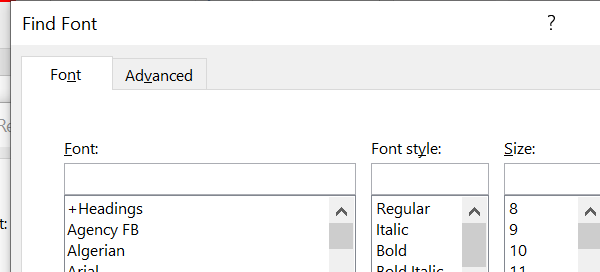 Find Font ?
Font Advanced
Re
Font: Font style: Size:
t:
+Headings Regular 8
Agency FB Italic 9
Algerian Bold 10
Arial Bold Italic 11